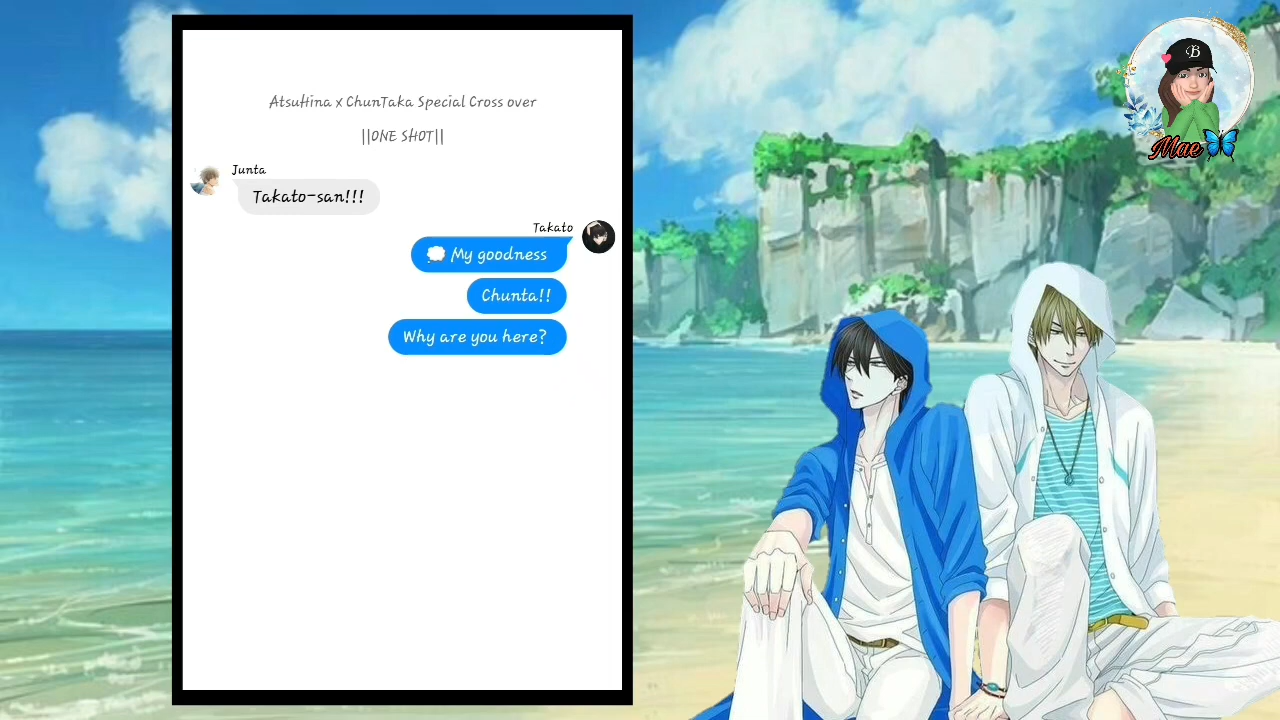 AtsuHina x ChunTaka Special Cross over
||ONE SHOT||
Junta
Takato-san!!!
Takato
💭 My goodness
Chunta!!
Why are you here?
B
Mae